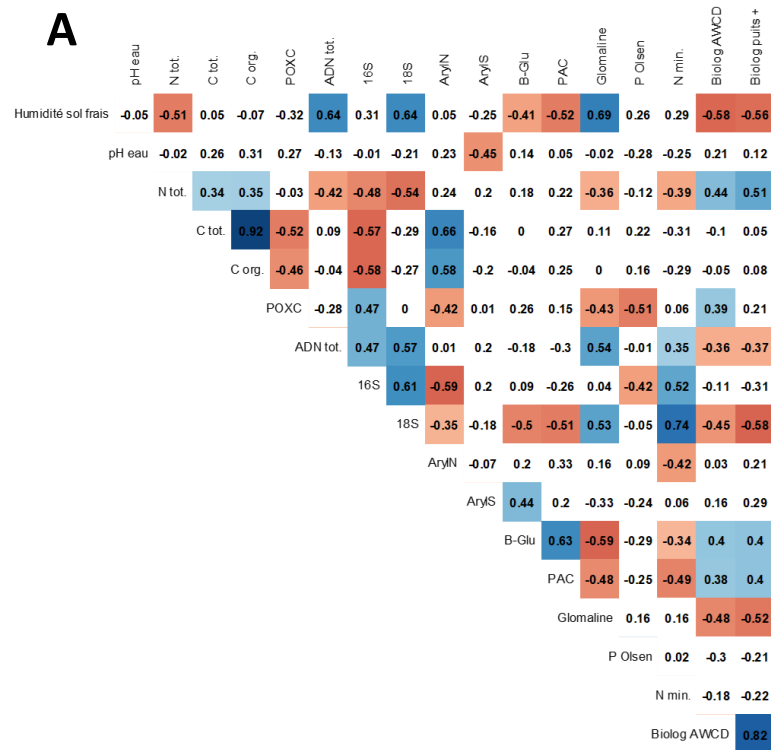 A
pH eau N tot. C tot. C org. POXC ADN tot. 16S 18S ArylN ArylS B-Glu PAC Glomaline P Olsen N min. Biolog AWCD Biolog puits +
Humidité sol frais -0.05 -0.51 0.05 -0.07 -0.32 0.64 0.31 0.64 0.05 -0.25 -0.41 -0.52 0.69 0.26 0.29 -0.58 -0.56
pH eau -0.02 0.26 0.31 0.27 -0.13 -0.01 -0.21 0.23 -0.45 0.14 0.05 -0.02 -0.28 -0.25 0.21 0.12
N tot. 0.34 0.35 -0.03 -0.42 -0.48 -0.54 0.24 0.2 0.18 0.22 -0.36 -0.12 -0.39 0.44 0.51
C tot. 0.92 -0.52 0.09 -0.57 -0.29 0.66 -0.16 0 0.27 0.11 0.22 -0.31 -0.1 0.05
C org. -0.46 -0.04 -0.58 -0.27 0.58 -0.2 -0.04 0.25 0 0.16 -0.29 -0.05 0.08
POXC -0.28 0.47 0 -0.42 0.01 0.26 0.15 -0.43 -0.51 0.06 0.39 0.21
ADN tot. 0.47 0.57 0.01 0.2 -0.18 -0.3 0.54 -0.01 0.35 -0.36 -0.37
16S 0.61 -0.59 0.2 0.09 -0.26 0.04 -0.42 0.52 -0.11 -0.31
18S -0.35 -0.18 -0.5 -0.51 0.53 -0.05 0.74 -0.45 -0.58
ArylN -0.07 0.2 0.33 0.16 0.09 -0.42 0.03 0.21
ArylS 0.44 0.2 -0.33 -0.24 0.06 0.16 0.29
B-Glu 0.63 -0.59 -0.29 -0.34 0.4 0.4
PAC -0.48 -0.25 -0.49 0.38 0.4
Glomaline 0.16 0.16 -0.48 -0.52
P Olsen 0.02 -0.3 -0.21
N min. -0.18 -0.22
Biolog AWCD 0.82